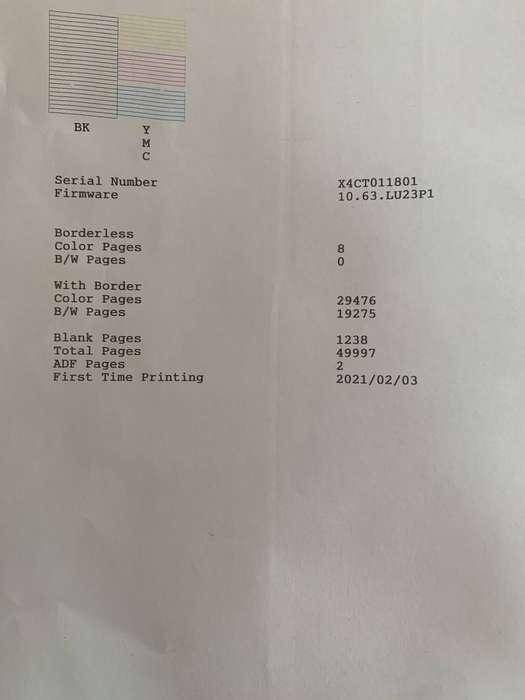 BK Y
M
C
Serial Number X4CT011801
Firmware 10.63.LU23P1
Borderless
Color Pages 8
B/W Pages 0
With Border
Color Pages 29476
B/W Pages 19275
Blank Pages 1238
Total Pages 49997
ADF Pages 2
First Time Printing 2021/02/03